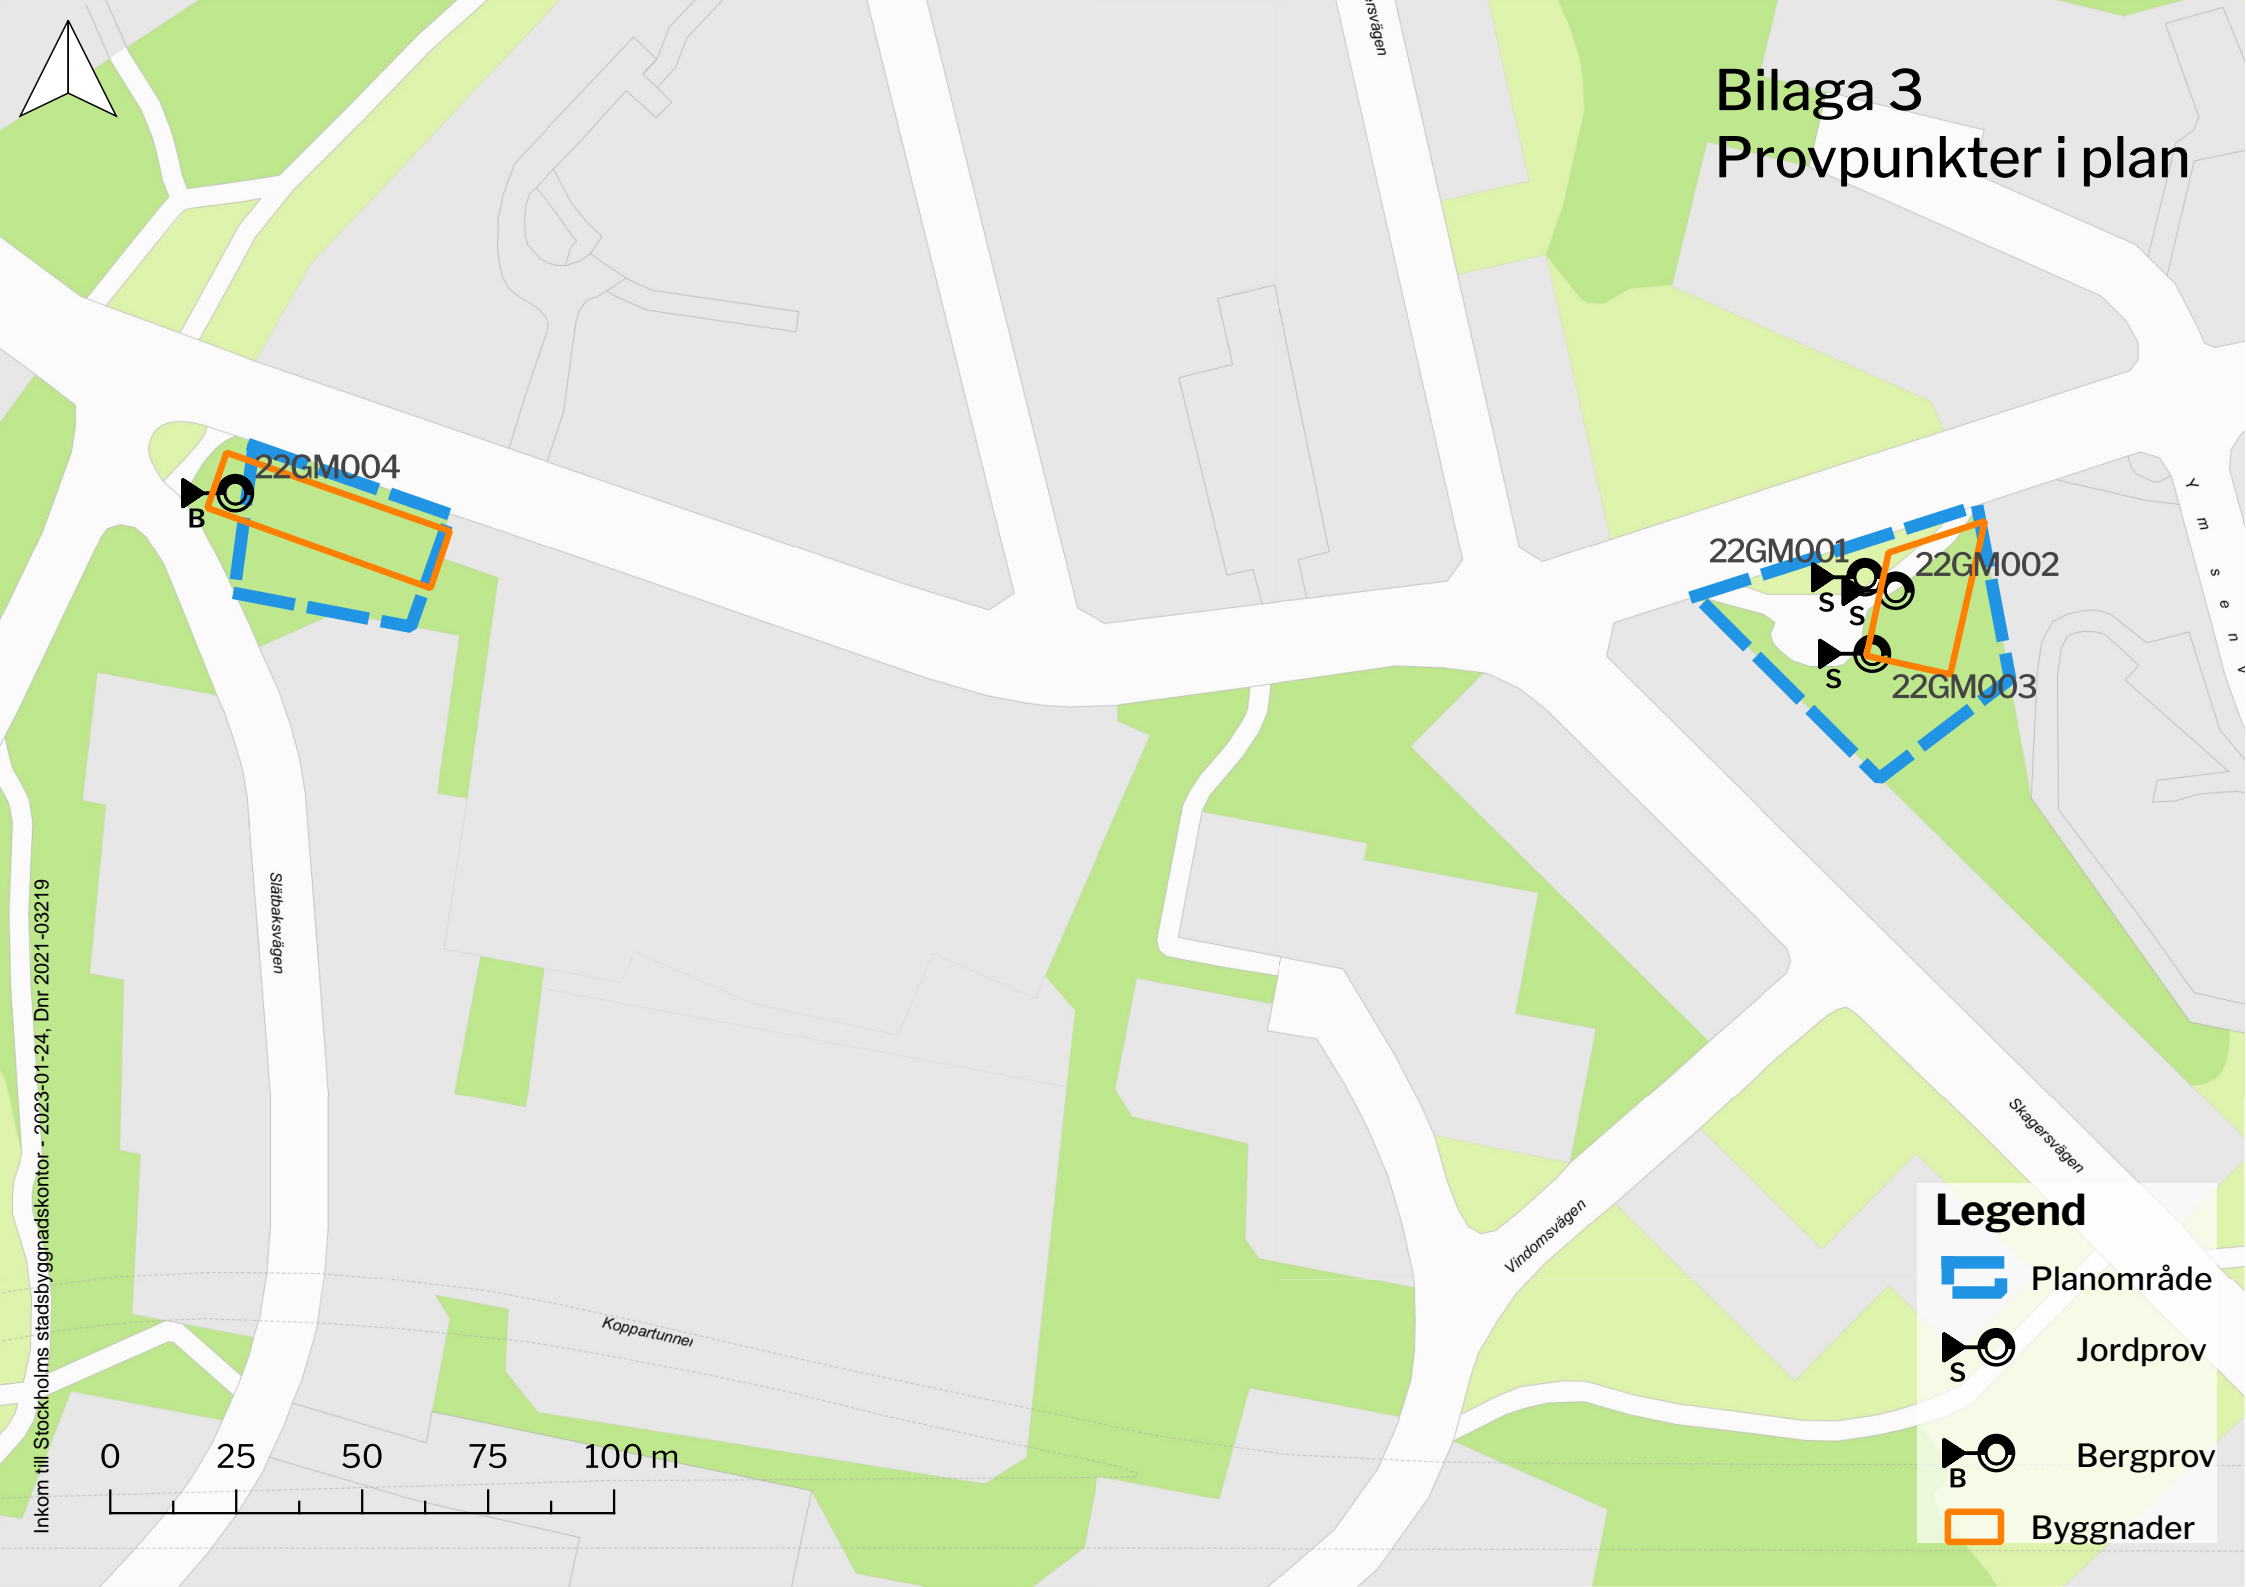 Bilaga 3
Provpunkter i plan
22GM004
B
22GM001
22GM002
S
S
S
22GM003
Slätbaksvägen
Skagersvägen
Vindomsvägen
Koppartunnel
Inkom till Stockholms stadsbyggnadskontor - 2023-01-24, Dnr 2021-03219
0 25 50 75 100 m
Legend
Planområde
S
Jordprov
B
Bergprov
Byggnader